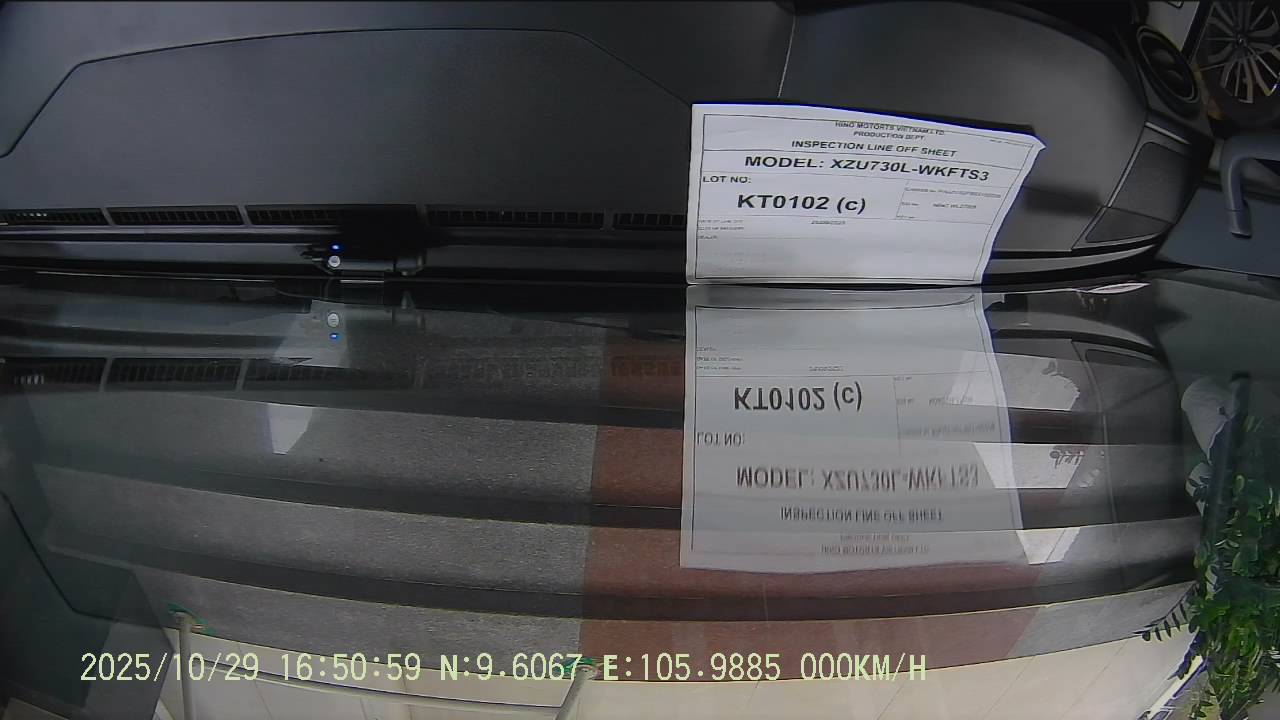 HINO MOTORTS VIETNAM.LTD.
PRODUCTION DEPT.
INSPECTION LINE OFF SHEET
MODEL: XZU730L-WKFTS3
LOT NO:
KT0102 (c)
2025/10/29 16:50:59 N:9.6067 E:105.9885 000KM/H